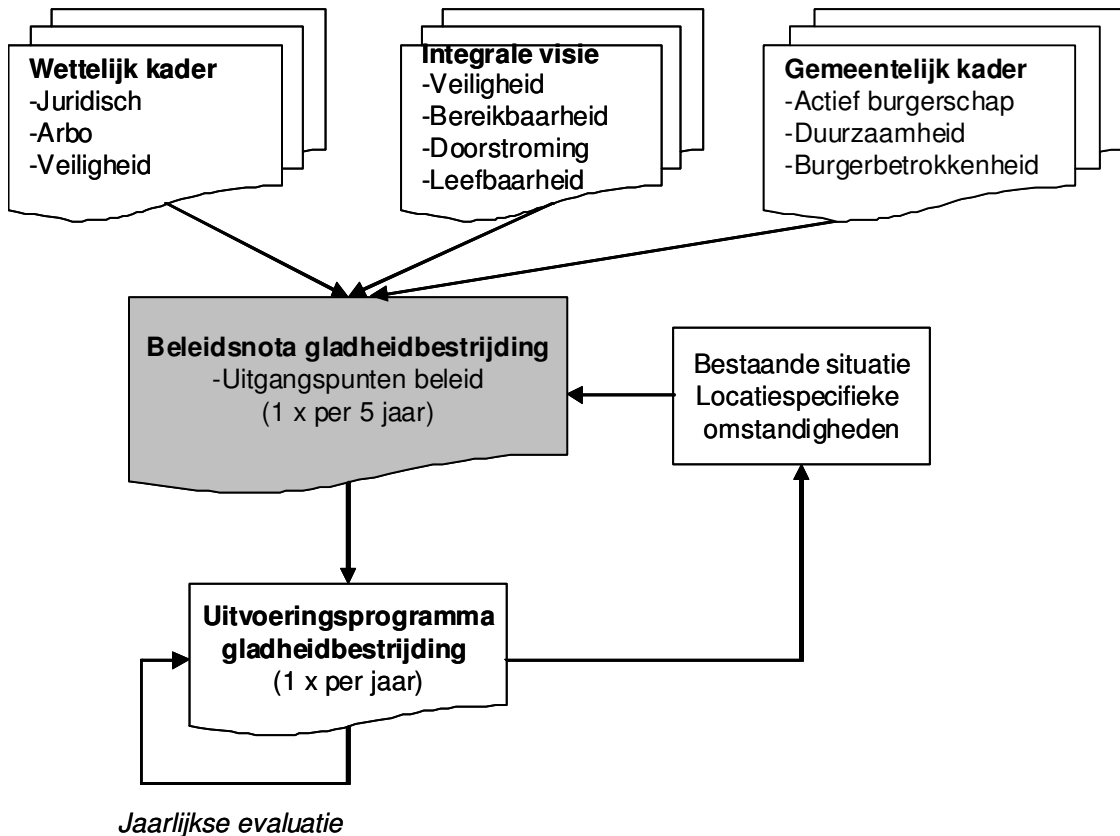 Wettelijk kader
-Juridisch
-Arbo
-Veiligheid
Integrale visie
-Veiligheid
-Bereikbaarheid
-Doorstroming
-Leefbaarheid
Gemeentelijk kader
-Actief burgerschap
-Duurzaamheid
-Burgerbetrokkenheid
Beleidsnota gladheidbestrijding
-Uitgangspunten beleid
(1 x per 5 jaar)
Bestaande situatie
Locatiespecifieke
omstandigheden
Uitvoeringsprogramma
gladheidbestrijding
(1 x per jaar)
Jaarlijkse evaluatie